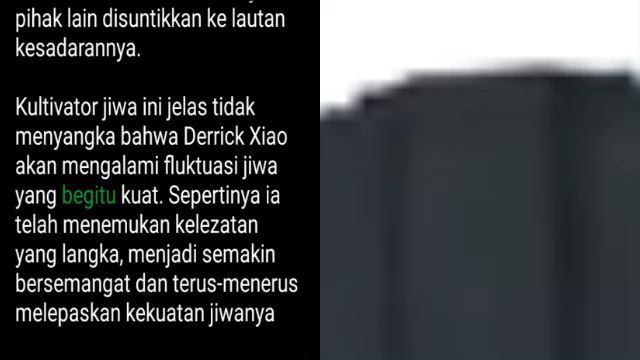 pihak lain disuntikkan ke lautan
kesadarannya.
Kultivator jiwa ini jelas tidak
menyangka bahwa Derrick Xiao
akan mengalami fluktuasi jiwa
yang begitu kuat. Sepertinya ia
telah menemukan kelezatan
yang langka, menjadi semakin
bersemangat dan terus-menerus
melepaskan kekuatan jiwanya